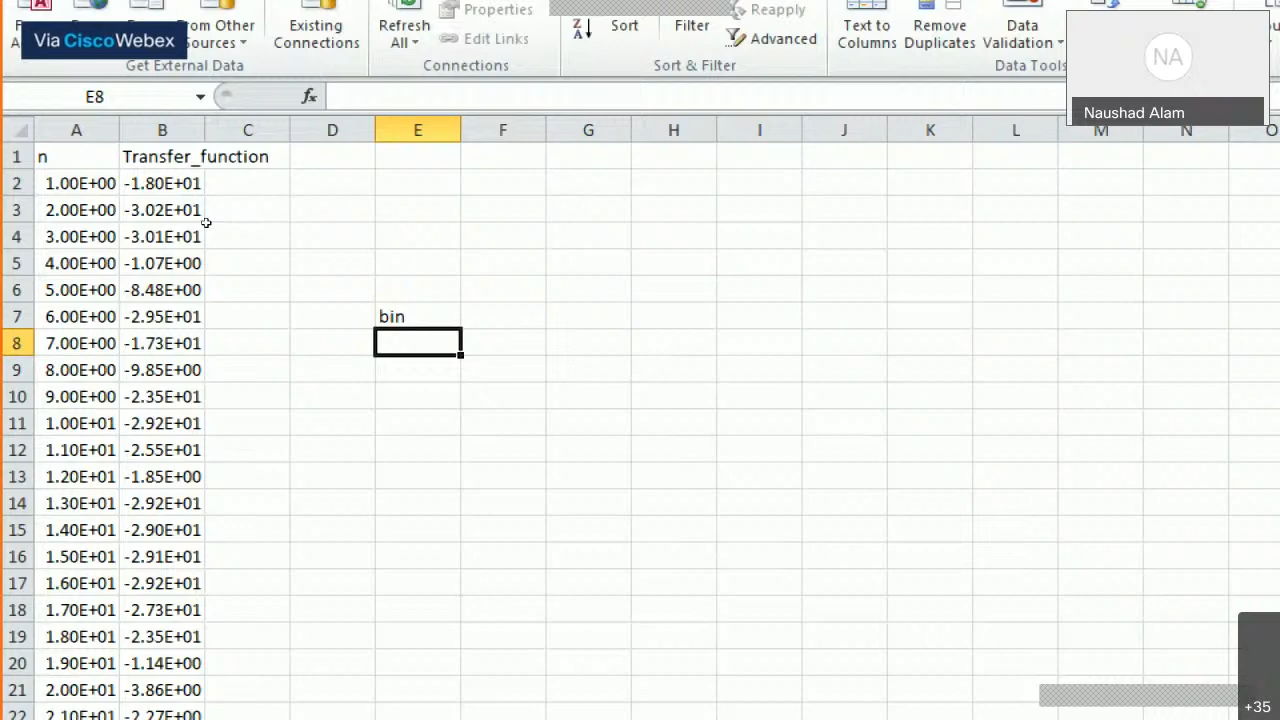 Via Cisco Webex
From Other
Sources
Existing
Connections
Get External Data
Refresh
All
Properties
Edit Links
Connections
Z
A
Sort
Filter
Reapply
Advanced
Sort & Filter
Text to
Columns
Remove
Duplicates
Data
Validation
Data Tools
NA
Naushad Alam
E8
fx
A B C D E F G H I J K L M N O
1 n Transfer_function
2 1.00E+00 -1.80E+01
3 2.00E+00 -3.02E+01
4 3.00E+00 -3.01E+01
5 4.00E+00 -1.07E+00
6 5.00E+00 -8.48E+00
7 6.00E+00 -2.95E+01 bin
8 7.00E+00 -1.73E+01
9 8.00E+00 -9.85E+00
10 9.00E+00 -2.35E+01
11 1.00E+01 -2.92E+01
12 1.10E+01 -2.55E+01
13 1.20E+01 -1.85E+00
14 1.30E+01 -2.92E+01
15 1.40E+01 -2.90E+01
16 1.50E+01 -2.91E+01
17 1.60E+01 -2.92E+01
18 1.70E+01 -2.73E+01
19 1.80E+01 -2.35E+01
20 1.90E+01 -1.14E+00
21 2.00E+01 -3.86E+00
22 2.10E+01 -2.27E+00
+35